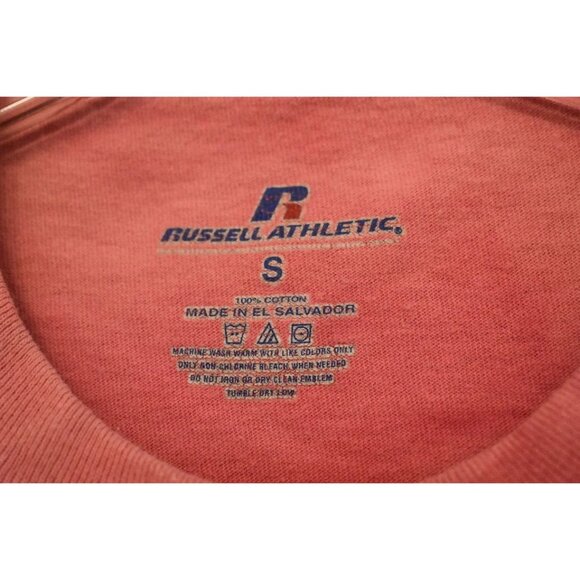 RUSSELL ATHLETIC®
S
100% COTTON
MADE IN EL SALVADOR
MACHINE WASH WARM WITH LIKE COLORS ONLY
ONLY NON-CHLORINE BLEACH WHEN NEEDED
DO NOT IRON OR DRY CLEAN EMBLEM
TUMBLE DRY LOW